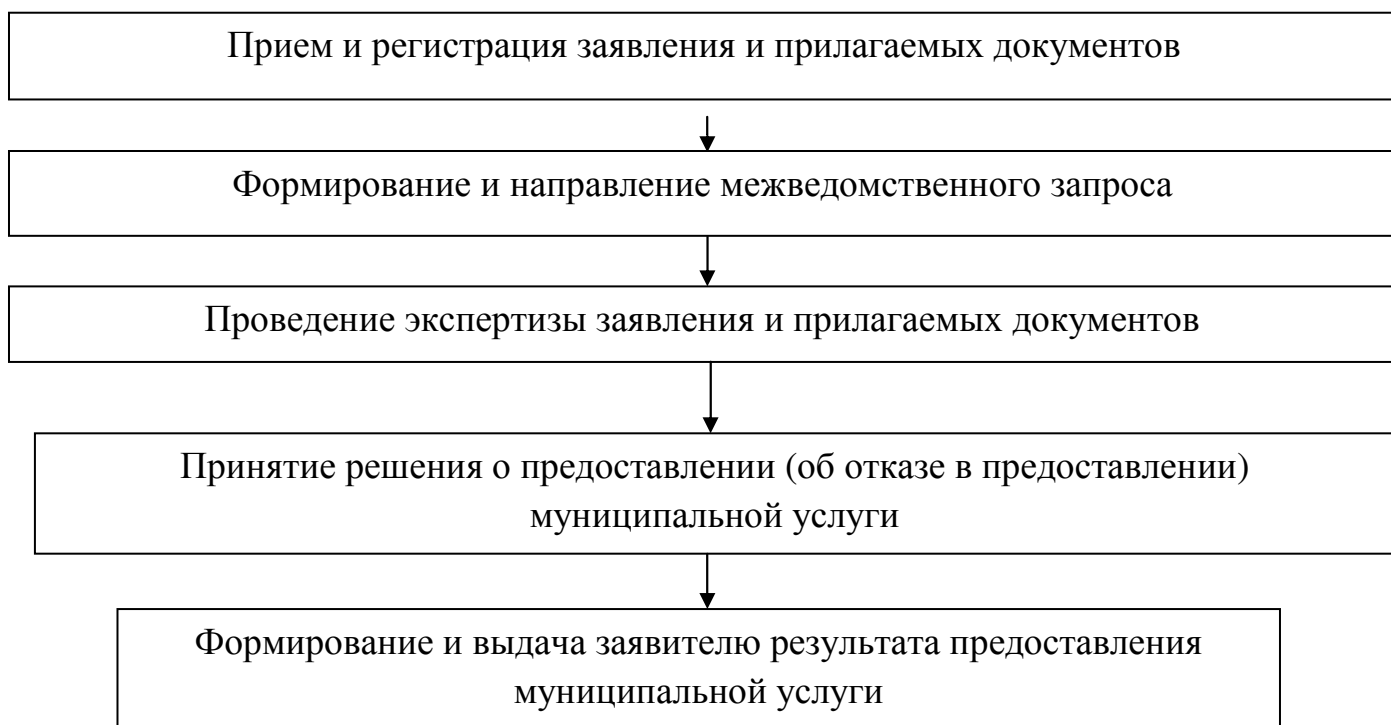 Прием и регистрация заявления и прилагаемых документов
Формирование и направление межведомственного запроса
Проведение экспертизы заявления и прилагаемых документов
Принятие решения о предоставлении (об отказе в предоставлении)
муниципальной услуги
Формирование и выдача заявителю результата предоставления
муниципальной услуги